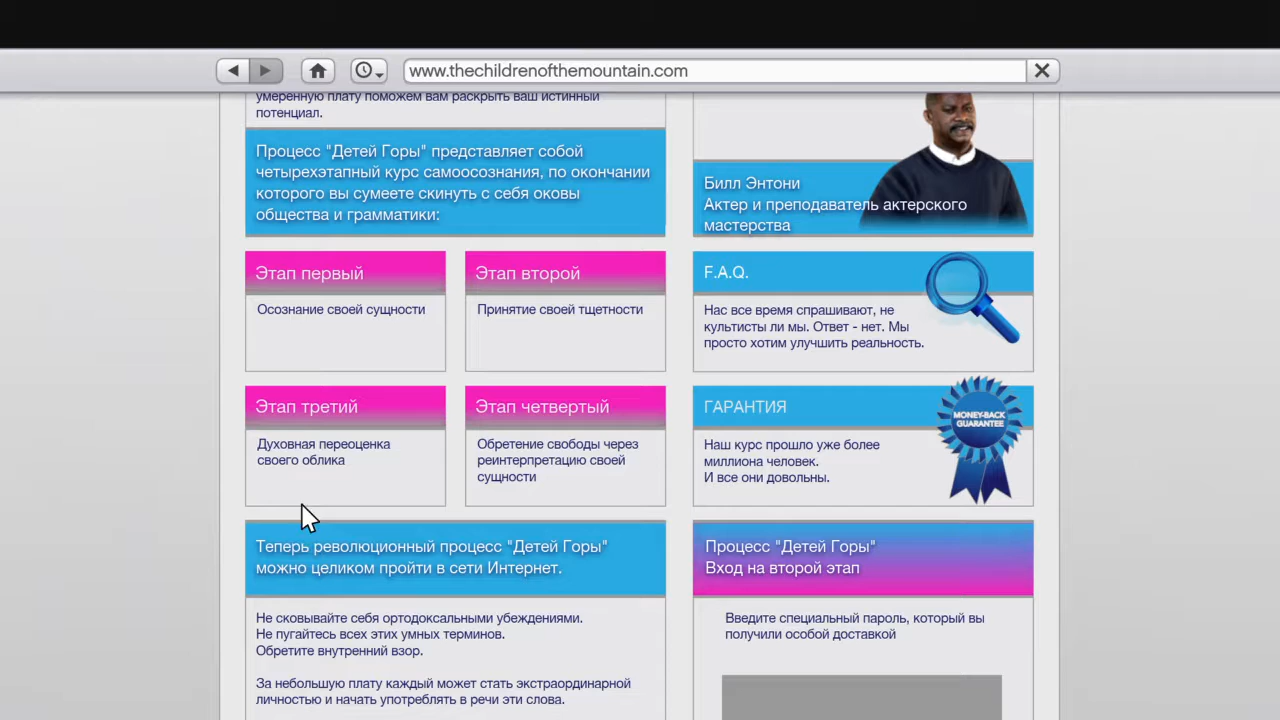 www.thechildrenofthemountain.com
умеренную плату поможем вам раскрыть ваш истинный
потенциал.
Процесс "Детей Горы" представляет собой
четырехэтапный курс самоосознания, по окончании
которого вы сумеете скинуть с себя оковы
общества и грамматики:
Билл Энтони
Актер и преподаватель актерского
мастерства
Этап первый
Осознание своей сущности
Этап второй
Принятие своей тщетности
F.A.Q.
Нас все время спрашивают, не
культисты ли мы. Ответ - нет. Мы
просто хотим улучшить реальность.
Этап третий
Духовная переоценка
своего облика
Этап четвертый
Обретение свободы через
реинтерпретацию своей
сущности
ГАРАНТИЯ
Наш курс прошло уже более
миллиона человек.
И все они довольны.
MONEY-BACK
GUARANTEE
Теперь революционный процесс "Детей Горы"
можно целиком пройти в сети Интернет.
Не сковывайте себя ортодоксальными убеждениями.
Не пугайтесь всех этих умных терминов.
Обретите внутренний взор.
За небольшую плату каждый может стать экстраординарной
личностью и начать употреблять в речи эти слова.
Процесс "Детей Горы"
Вход на второй этап
Введите специальный пароль, который вы
получили особой доставкой